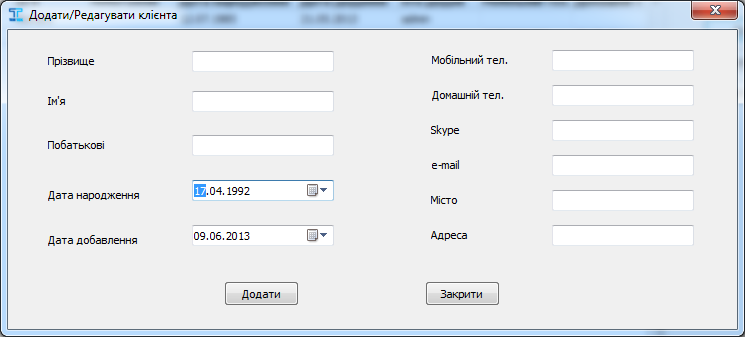 Додати/Редагувати клієнта
Прізвище
Ім'я
Побатькові
Дата народження 17.04.1992
Дата добавлення 09.06.2013
Мобільний тел.
Домашній тел.
Skype
e-mail
Місто
Адреса
Додати Закрити